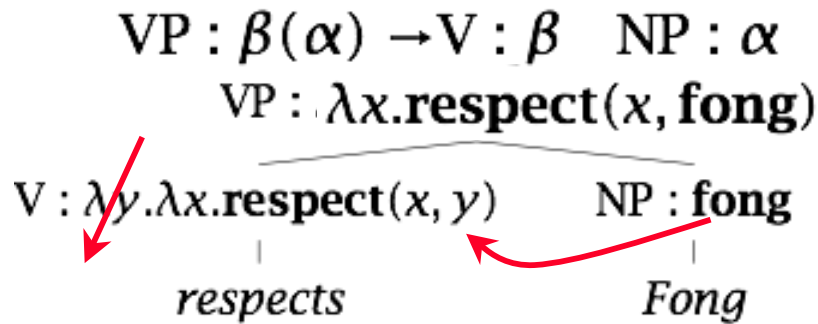 VP : β(α) →V : β NP : α
VP : λx.respect(x, fong)
V : λy.λx.respect(x, y) NP : fong
respects Fong